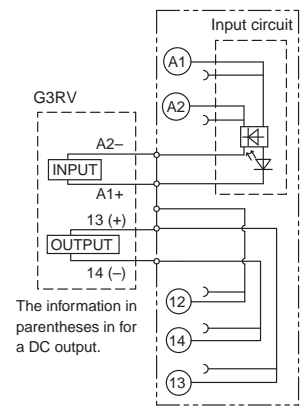 Input circuit
A1
G3RV
A2
A2–
INPUT
A1+
13 (+)
OUTPUT
14 (–)
The information in
parentheses in for
a DC output.
12
14
13